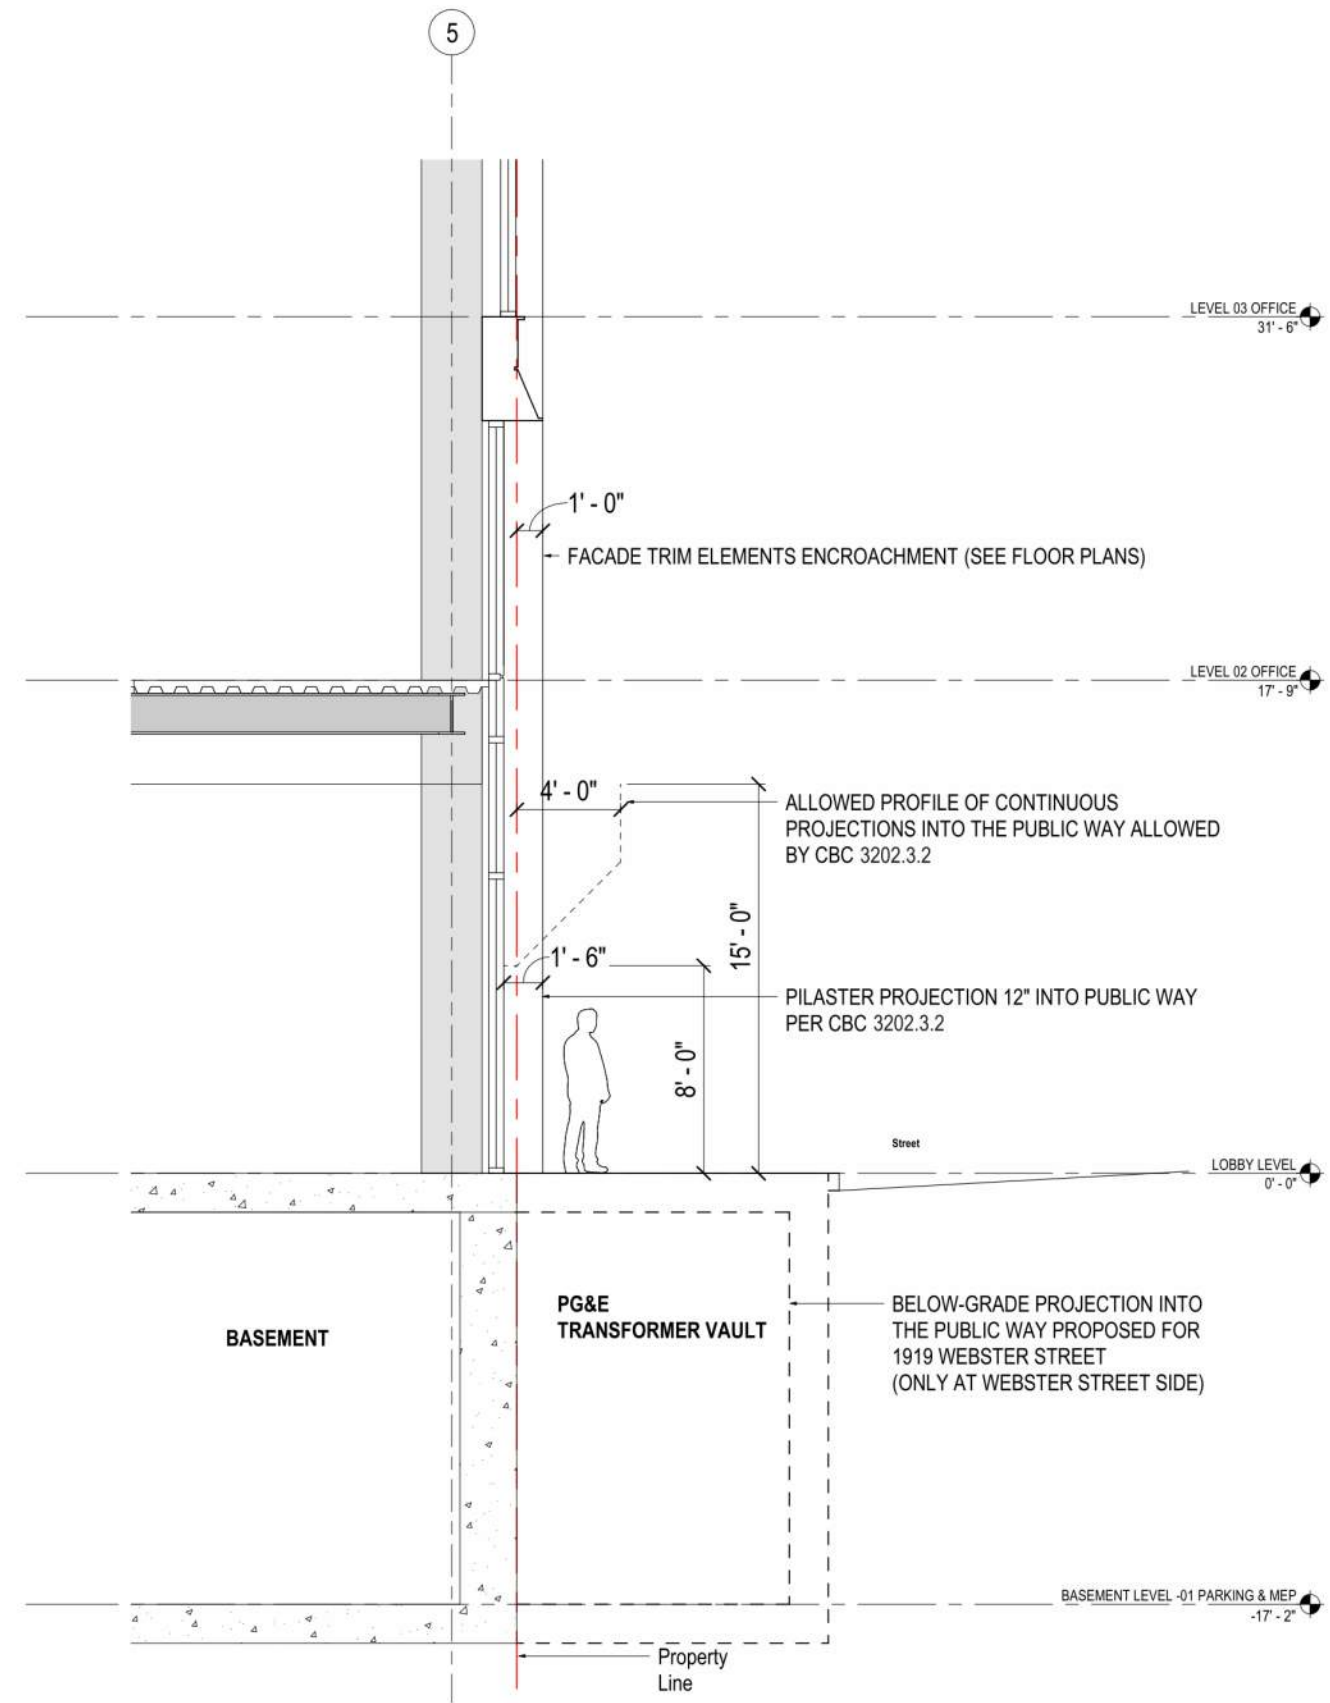 5
LEVEL 03 OFFICE
31' - 6"
1' - 0"
FACADE TRIM ELEMENTS ENCROACHMENT (SEE FLOOR PLANS)
LEVEL 02 OFFICE
17' - 9"
4' - 0"
ALLOWED PROFILE OF CONTINUOUS
PROJECTIONS INTO THE PUBLIC WAY ALLOWED
BY CBC 3202.3.2
15' - 0"
1' - 6"
PILASTER PROJECTION 12" INTO PUBLIC WAY
PER CBC 3202.3.2
8' - 0"
Street
LOBBY LEVEL
0' - 0"
PG&E
TRANSFORMER VAULT
BASEMENT
BELOW-GRADE PROJECTION INTO
THE PUBLIC WAY PROPOSED FOR
1919 WEBSTER STREET
(ONLY AT WEBSTER STREET SIDE)
BASEMENT LEVEL -01 PARKING & MEP
-17' - 2"
Property
Line